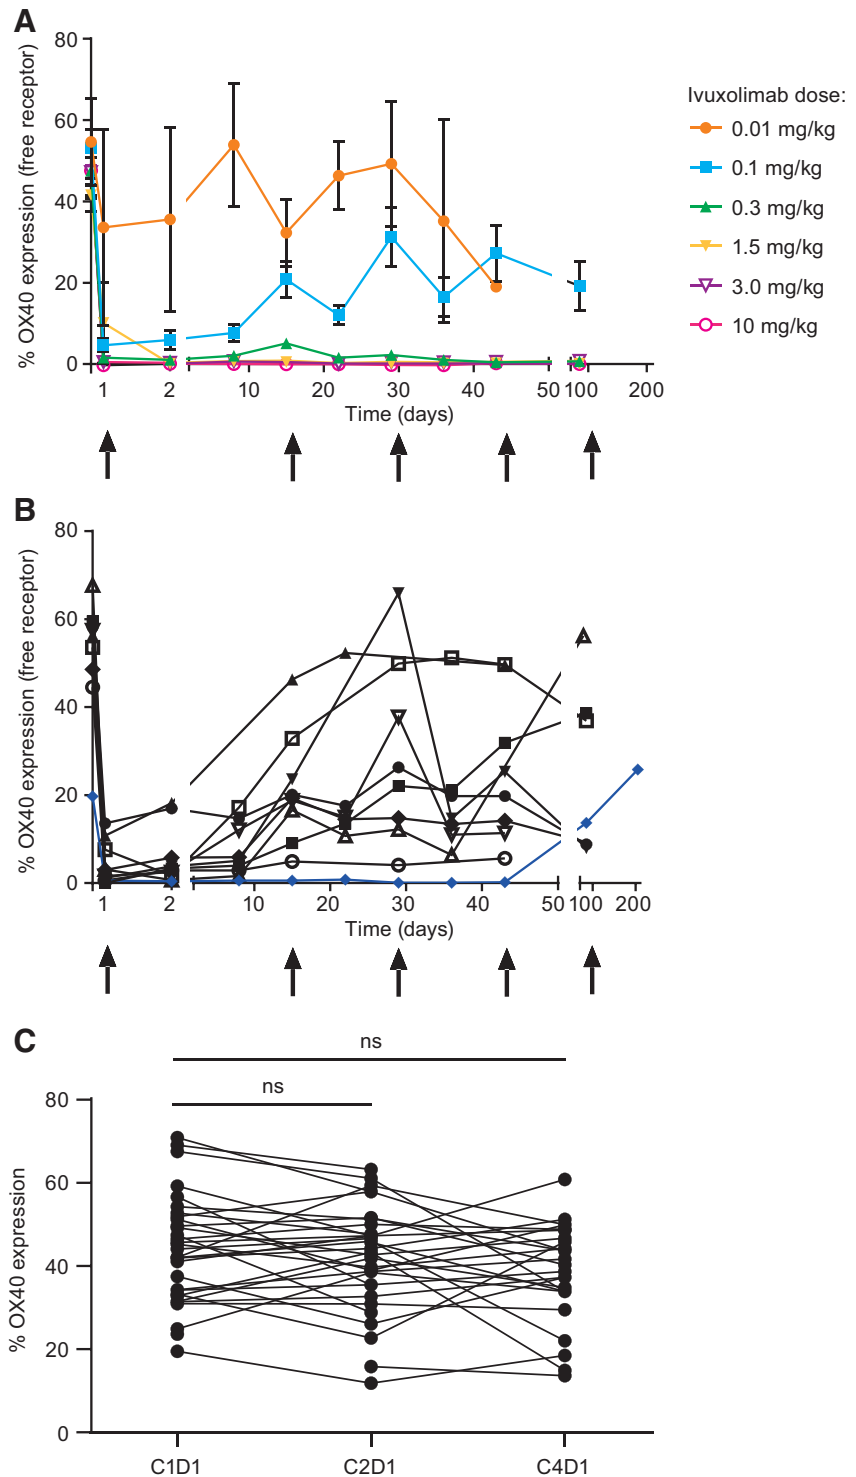 A
% OX40 expression (free receptor)
80
60
40
20
0
1
2
10
20
30
40
50
100
200
Time (days)
Ivuxolimab dose:
0.01 mg/kg
0.1 mg/kg
0.3 mg/kg
1.5 mg/kg
3.0 mg/kg
10 mg/kg
B
% OX40 expression (free receptor)
80
60
40
20
0
1
2
10
20
30
40
50
100
200
Time (days)
C
ns
ns
% OX40 expression
80
60
40
20
0
C1D1
C2D1
C4D1